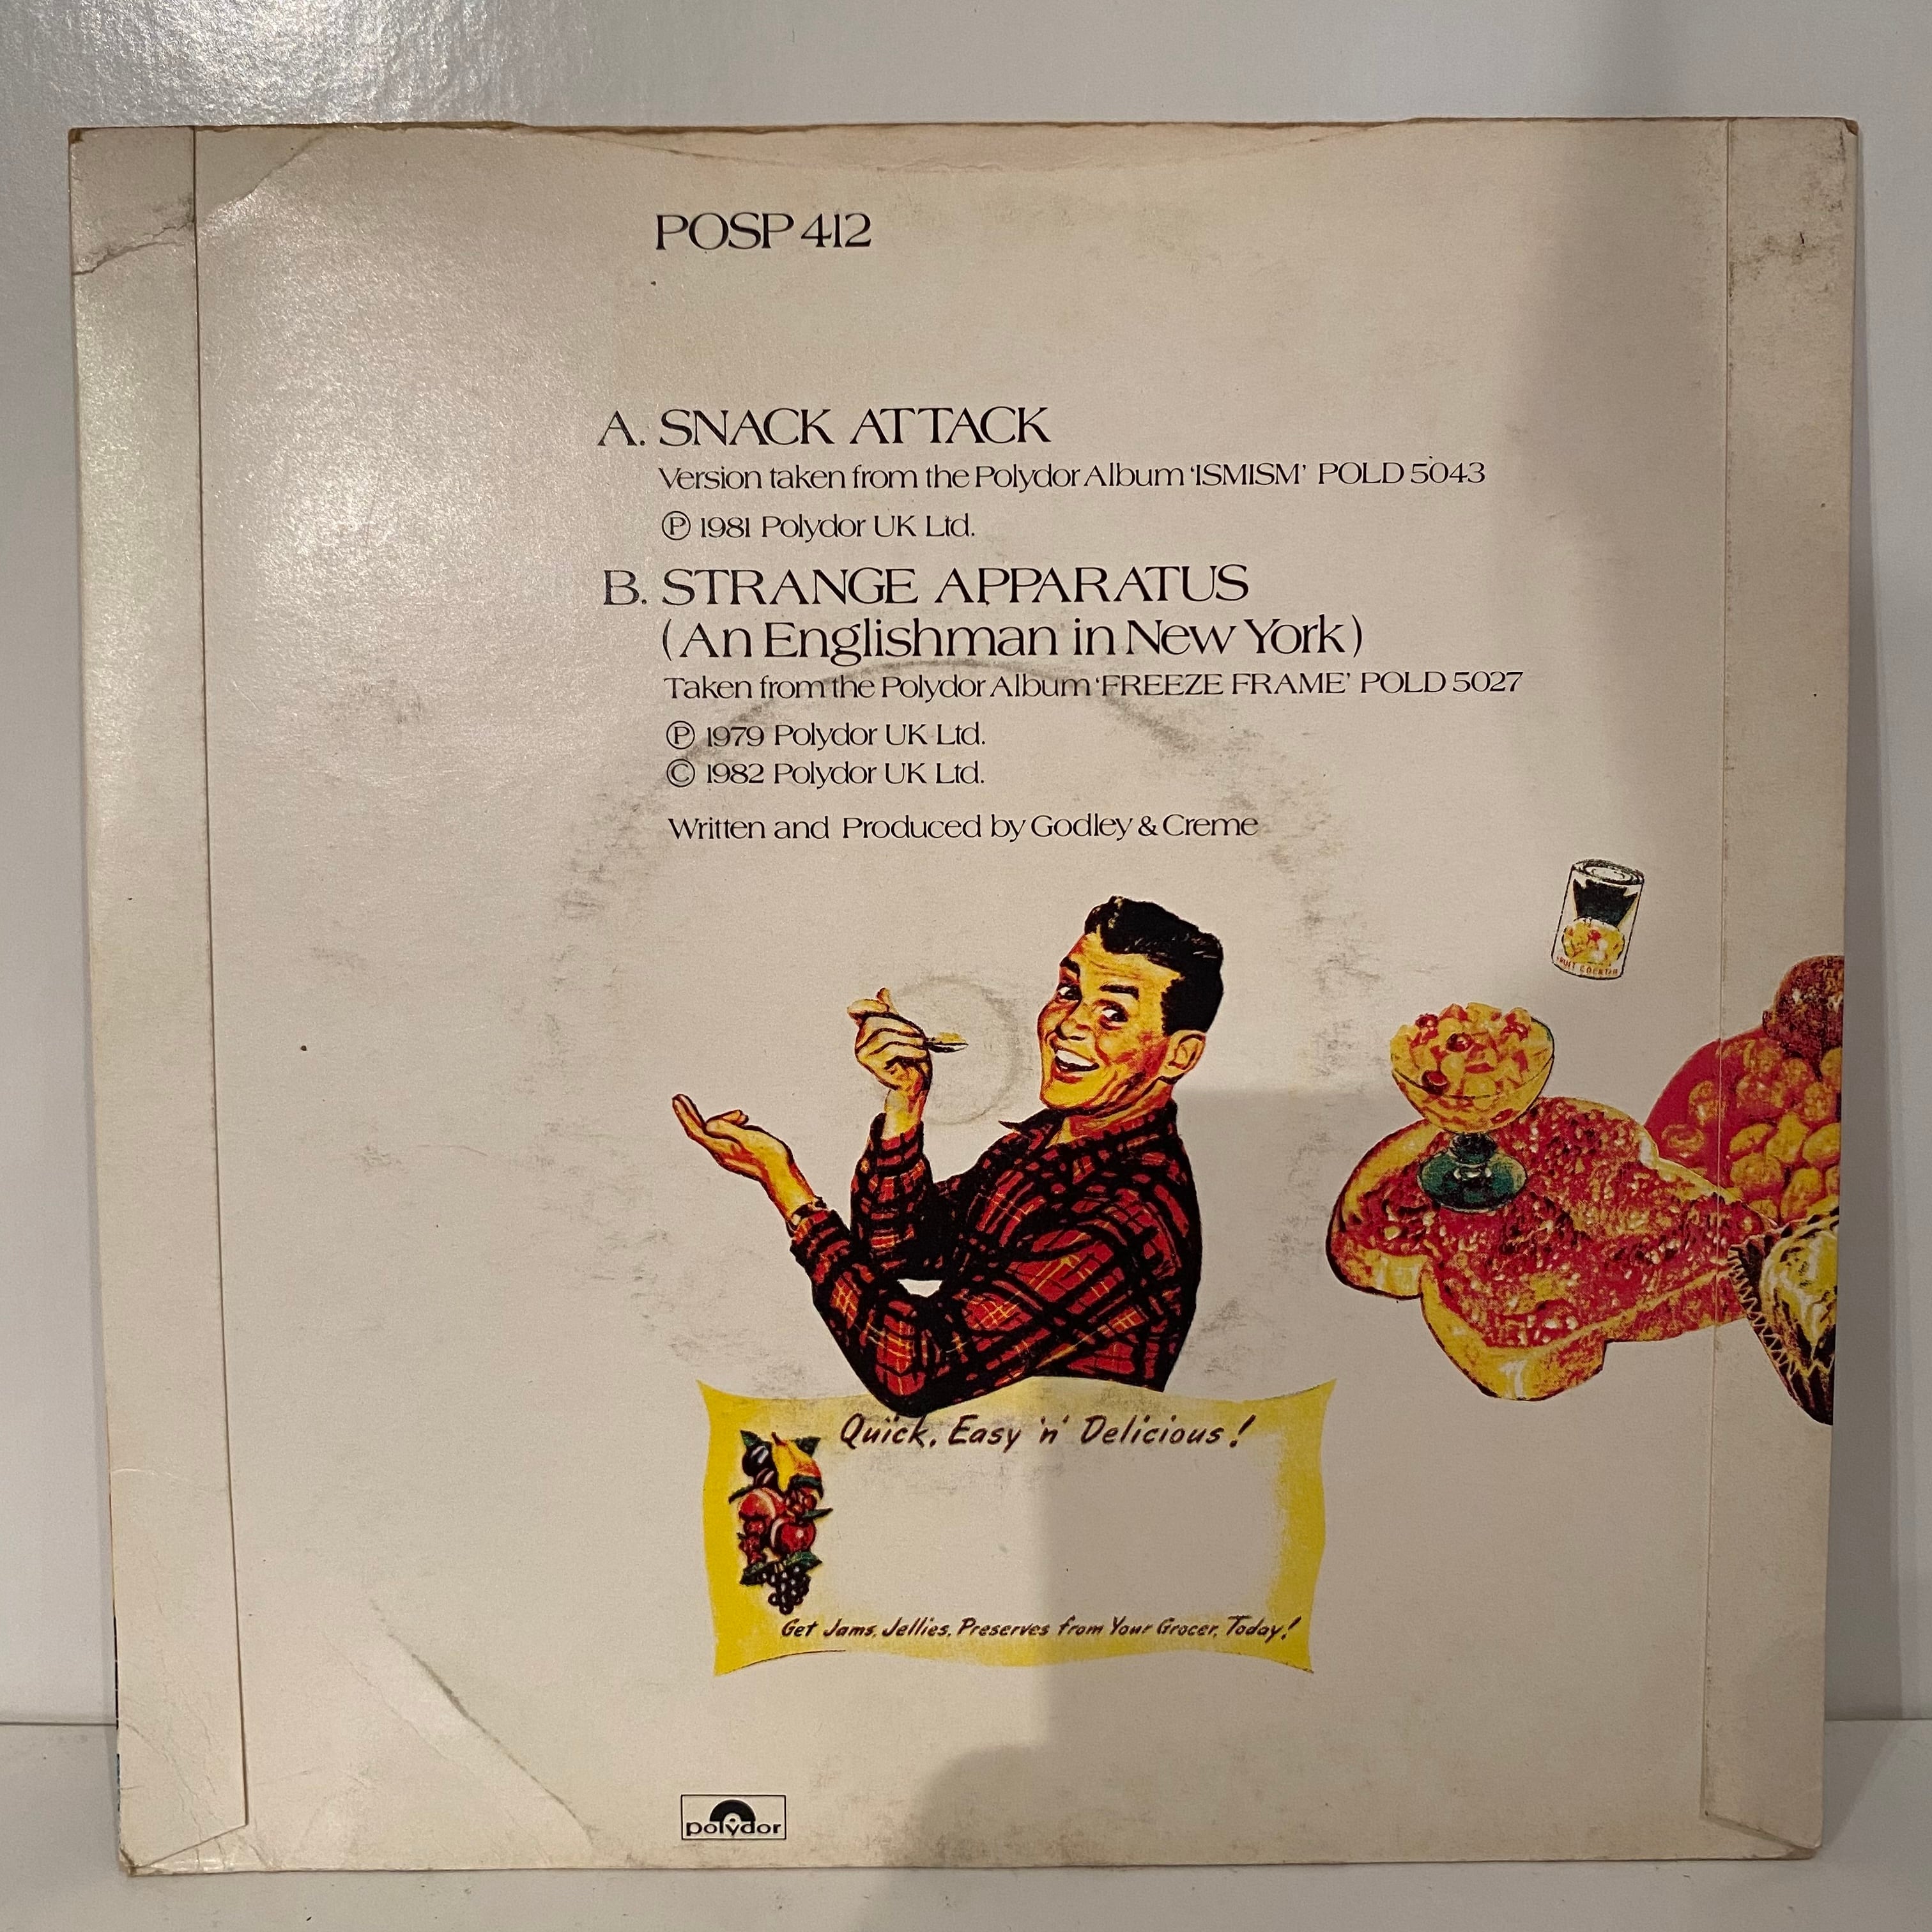 POSP 412
A. SNACK ATTACK
Version taken from the Polydor Album ‘ISMISM’ POLD 5043
Ⓟ 1981 Polydor UK Ltd.
B. STRANGE APPARATUS
(An Englishman in New York)
Taken from the Polydor Album ‘FREEZE FRAME’ POLD 5027
Ⓟ 1979 Polydor UK Ltd.
© 1982 Polydor UK Ltd.
Written and Produced by Godley & Creme
FRUIT COCKTAIL
Quick, Easy 'n' Delicious!
Get Jams, Jellies, Preserves from Your Grocer, Today!
polydor